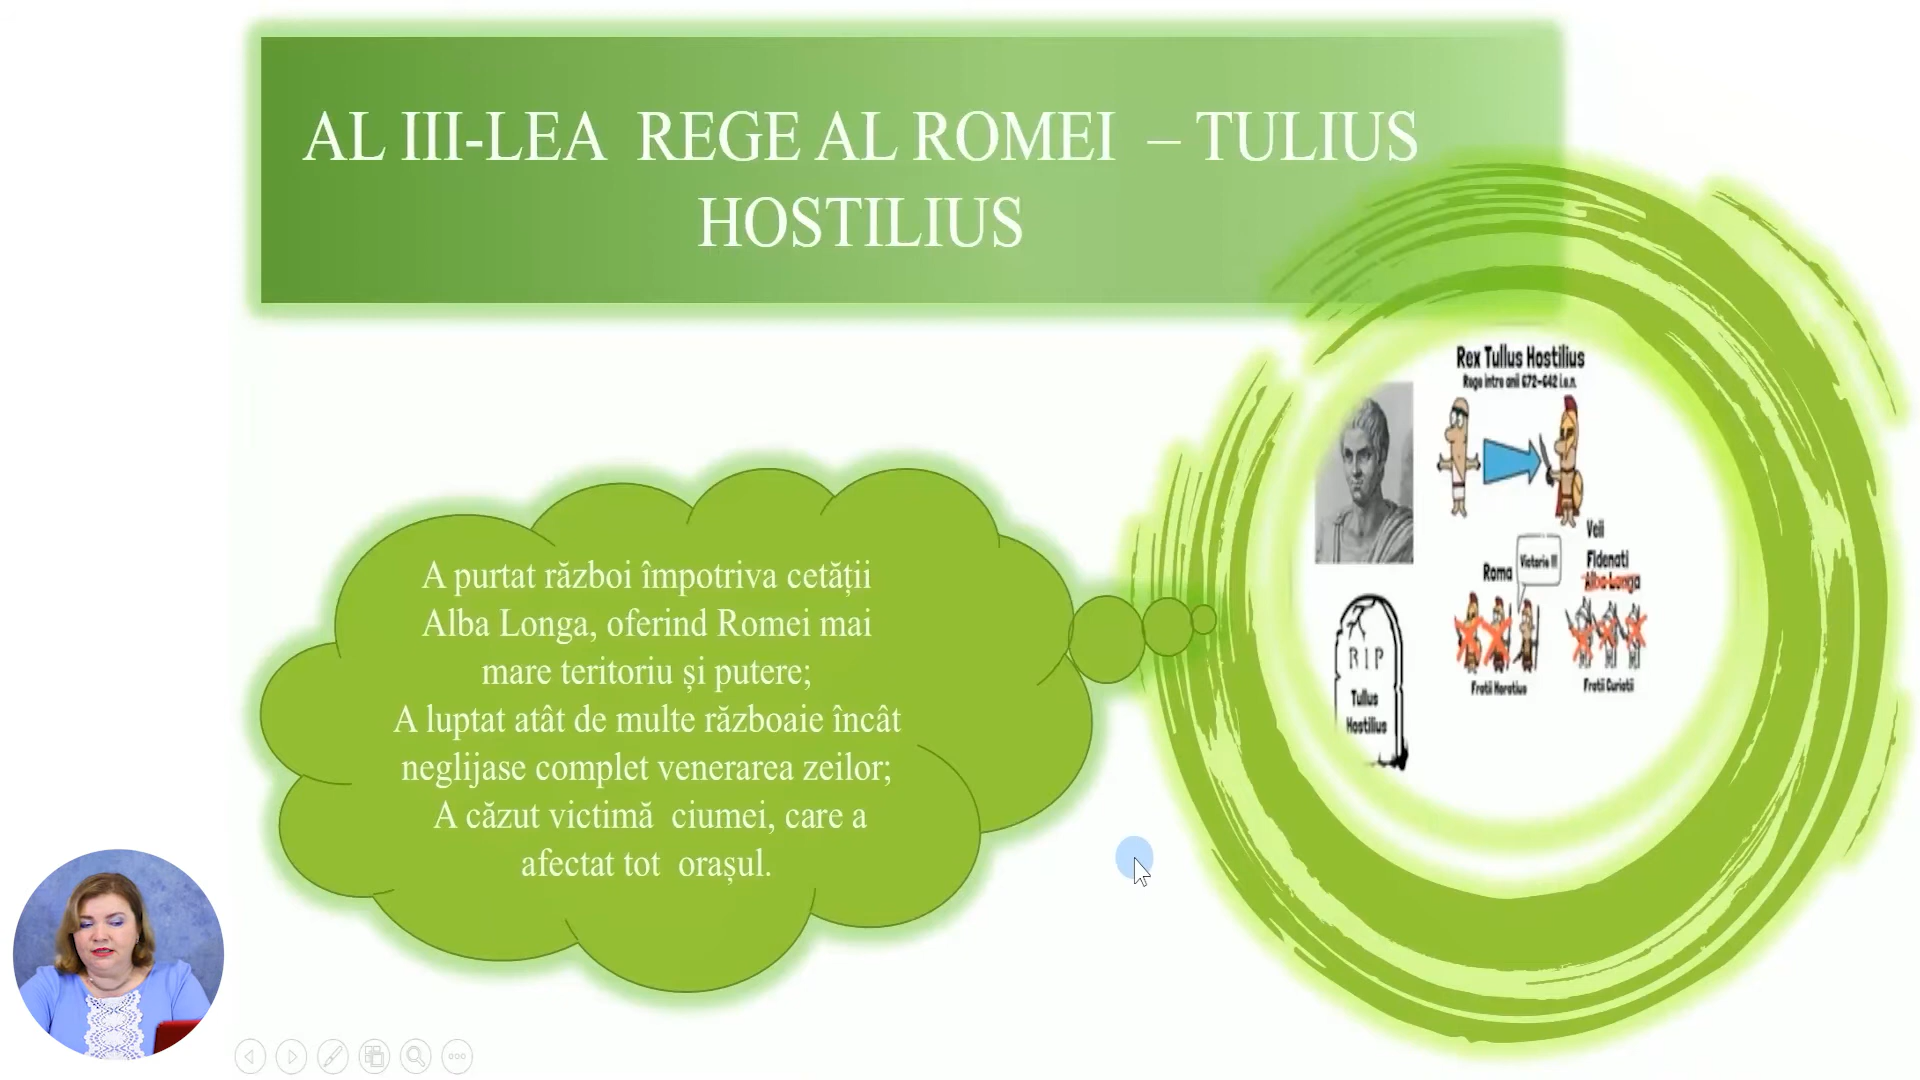 AL III-LEA REGE AL ROMEI – TULIUS
HOSTILIUS
A purtat război împotriva cetății
Alba Longa, oferind Romei mai
mare teritoriu și putere;
A luptat atât de multe războaie încât
neglijase complet venerarea zeilor;
A căzut victimă ciumei, care a
afectat tot orașul.
Rex Tullus Hostilius
Rege intre anii 672-642 i.e.n.
Veii
Fidenati
Alba-Longa
Roma
Victorie !!!
Fratii Horatius
Fratii Curiatii
RIP
Tullus
Hostilius